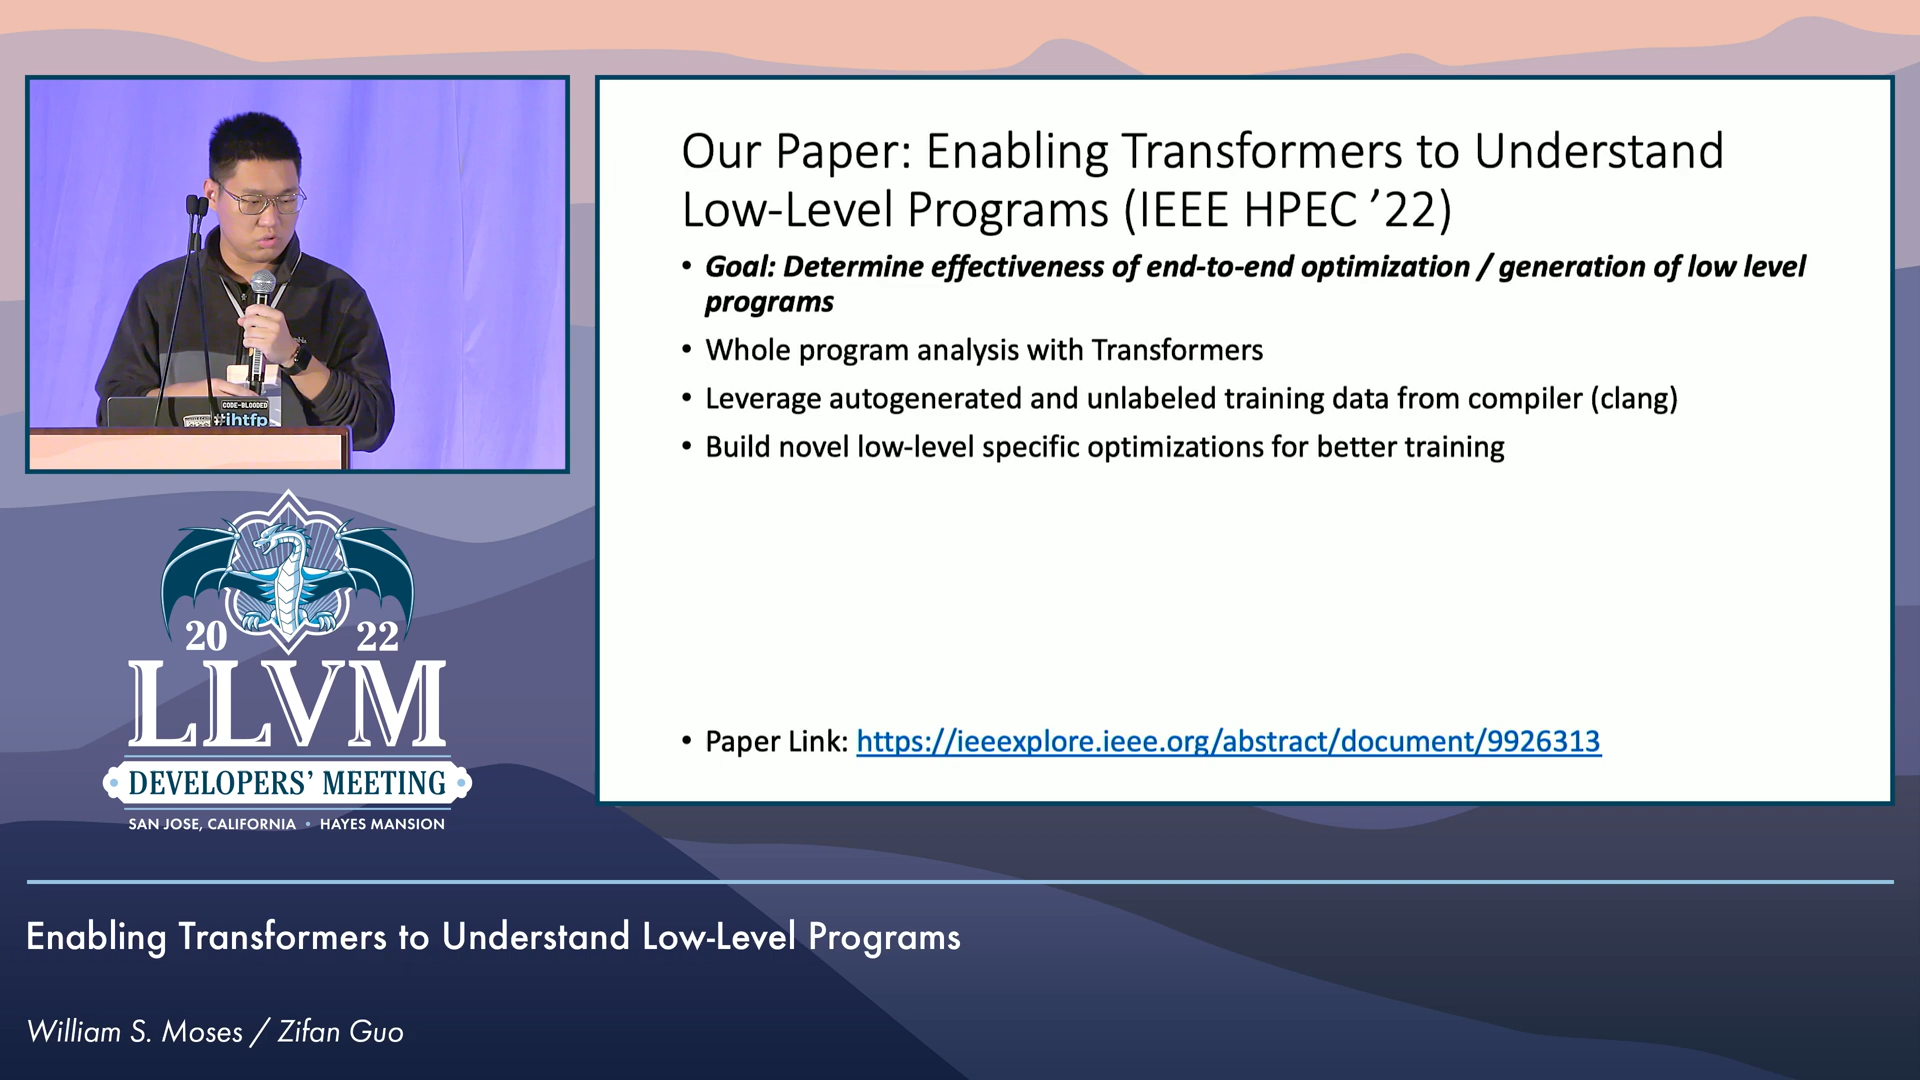 Our Paper: Enabling Transformers to Understand
Low-Level Programs (IEEE HPEC ’22)
• Goal: Determine effectiveness of end-to-end optimization / generation of low level
programs
• Whole program analysis with Transformers
• Leverage autogenerated and unlabeled training data from compiler (clang)
• Build novel low-level specific optimizations for better training
• Paper Link: https://ieeexplore.ieee.org/abstract/document/9926313
CODE-BLOODED
#ihtfp
20 22
LLVM
DEVELOPERS’ MEETING
SAN JOSE, CALIFORNIA • HAYES MANSION
Enabling Transformers to Understand Low-Level Programs
William S. Moses / Zifan Guo